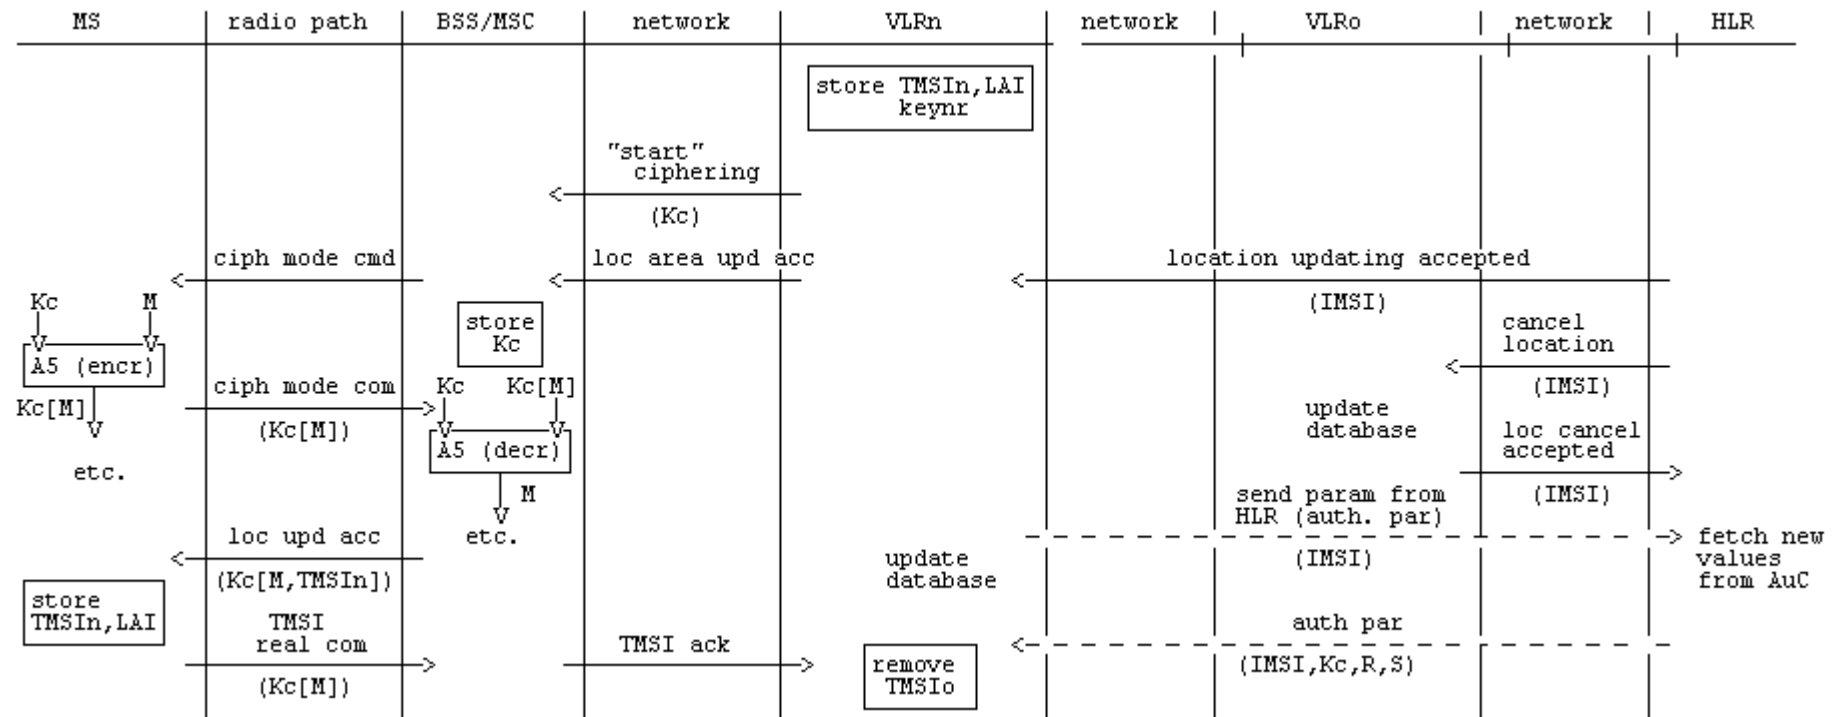 MS radio path BSS/MSC network VLRn network VLRo network HLR
store TMSIn,LAI
keynr
"start"
ciphering
(Kc)
ciph mode cmd loc area upd acc location updating accepted
Kc M (IMSI)
store cancel
Kc location
A5 (encr)
ciph mode com Kc Kc[M] (IMSI)
Kc[M] update
(Kc[M]) database loc cancel
A5 (decr) accepted
etc.
M send param from (IMSI)
HLR (auth. par)
loc upd acc etc. fetch new
update (IMSI) values
(Kc[M,TMSIn]) database from AuC
store
TMSIn,LAI TMSI auth par
real com TMSI ack
remove (IMSI,Kc,R,S)
(Kc[M]) TMSIo